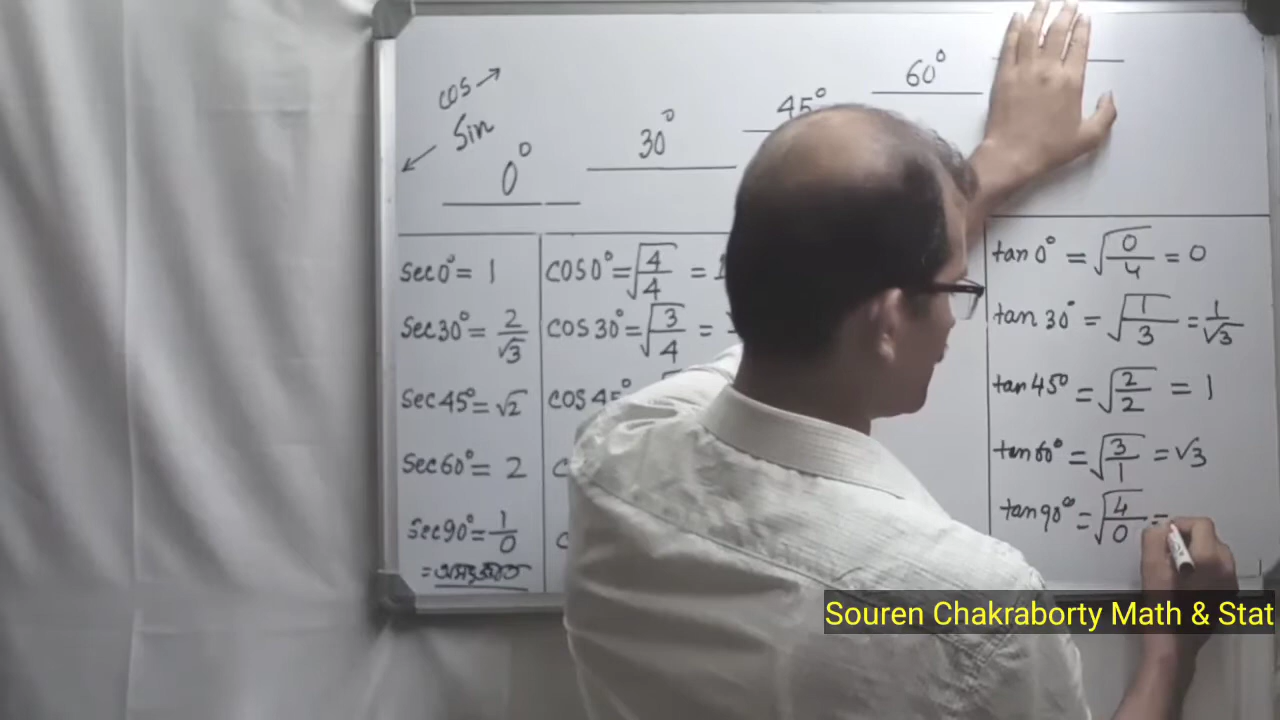 cos
Sin
0°
30°
45°
60°
sec0° = 1
Sec30° = 2/√3
Sec45° = √2
Sec60° = 2
Sec90° = 1/0
= অসংজ্ঞাত
cos0° = √4/4 =
cos30° = √3/4 =
cos45°
tan0° = √0/4 = 0
tan30° = √1/3 = 1/√3
tan45° = √2/2 = 1
tan60° = √3/1 = √3
tan90° = √4/0 =
Souren Chakraborty Math & Stat